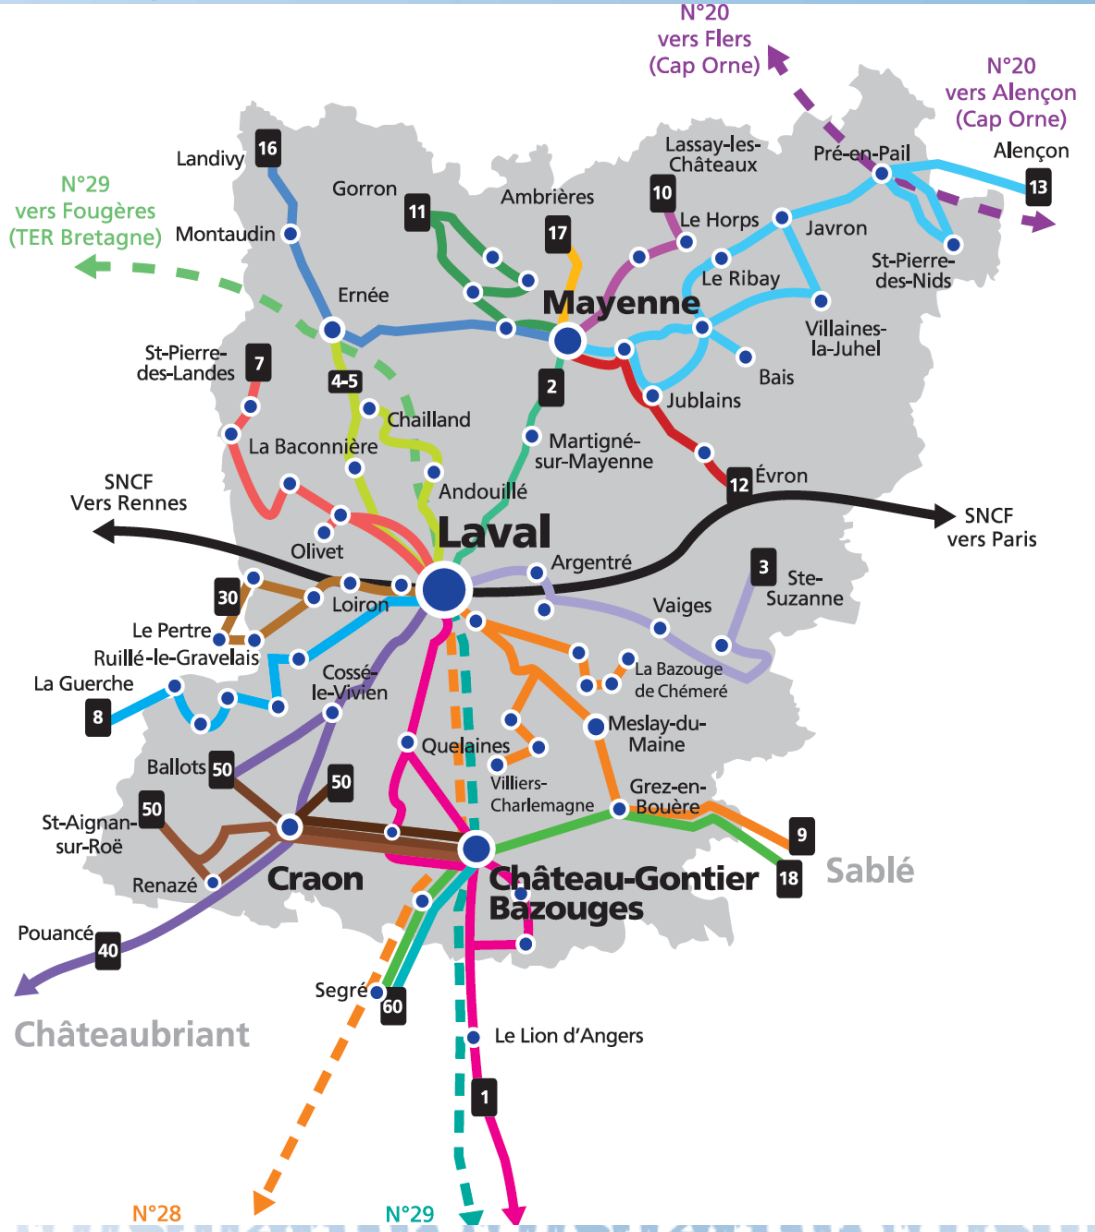 N°20
vers Flers
(Cap Orne)
N°20
vers Alençon
(Cap Orne)
Alençon
13
Pré-en-Pail
Lassay-les-
Châteaux
10
Landivy
16
Gorron
11
Ambrières
17
N°29
vers Fougères
(TER Bretagne)
Montaudin
Le Horps
Javron
St-Pierre-
des-Nids
Le Ribay
Ernée
Mayenne
Villaines-
la-Juhel
St-Pierre-
des-Landes
7
4-5
2
Bais
Jublains
Chailland
La Baconnière
Martigné-
sur-Mayenne
Évron
12
SNCF
Vers Rennes
Andouillé
SNCF
vers Paris
Laval
Olivet
Argentré
3
Ste-
Suzanne
30
Loiron
Vaiges
Le Pertre
Ruillé-le-Gravelais
La Guerche
8
Cossé-
le-Vivien
La Bazouge
de Chémeré
Meslay-du-
Maine
Quelaines
Ballots
50
50
50
Villiers-
Charlemagne
Grez-en-
Bouère
St-Aignan-
sur-Roë
9
18
Sablé
Renazé
Craon
Château-Gontier
Bazouges
Pouancé
40
Segré
60
Châteaubriant
Le Lion d'Angers
1
N°28
N°29